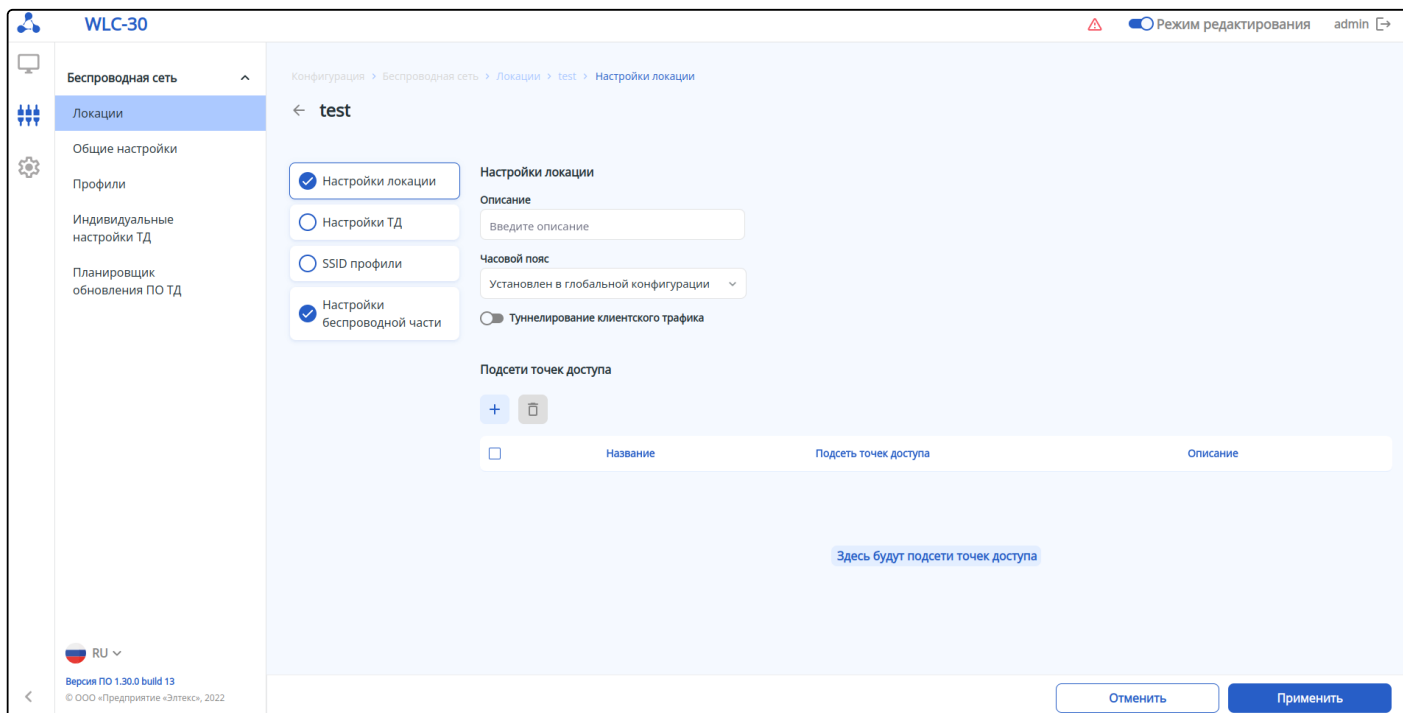 WLC-30
Режим редактирования
admin
Беспроводная сеть
Локации
Общие настройки
Профили
Индивидуальные
настройки ТД
Планировщик
обновления ПО ТД
RU
Версия ПО 1.30.0 build 13
© ООО «Предприятие «Элтекс», 2022
Конфигурация > Беспроводная сеть > Локации > test > Настройки локации
← test
Настройки локации
Настройки ТД
SSID профили
Настройки
беспроводной части
Настройки локации
Описание
Введите описание
Часовой пояс
Установлен в глобальной конфигурации
Туннелирование клиентского трафика
Подсети точек доступа
+
Название Подсеть точек доступа Описание
Здесь будут подсети точек доступа
Отменить Применить